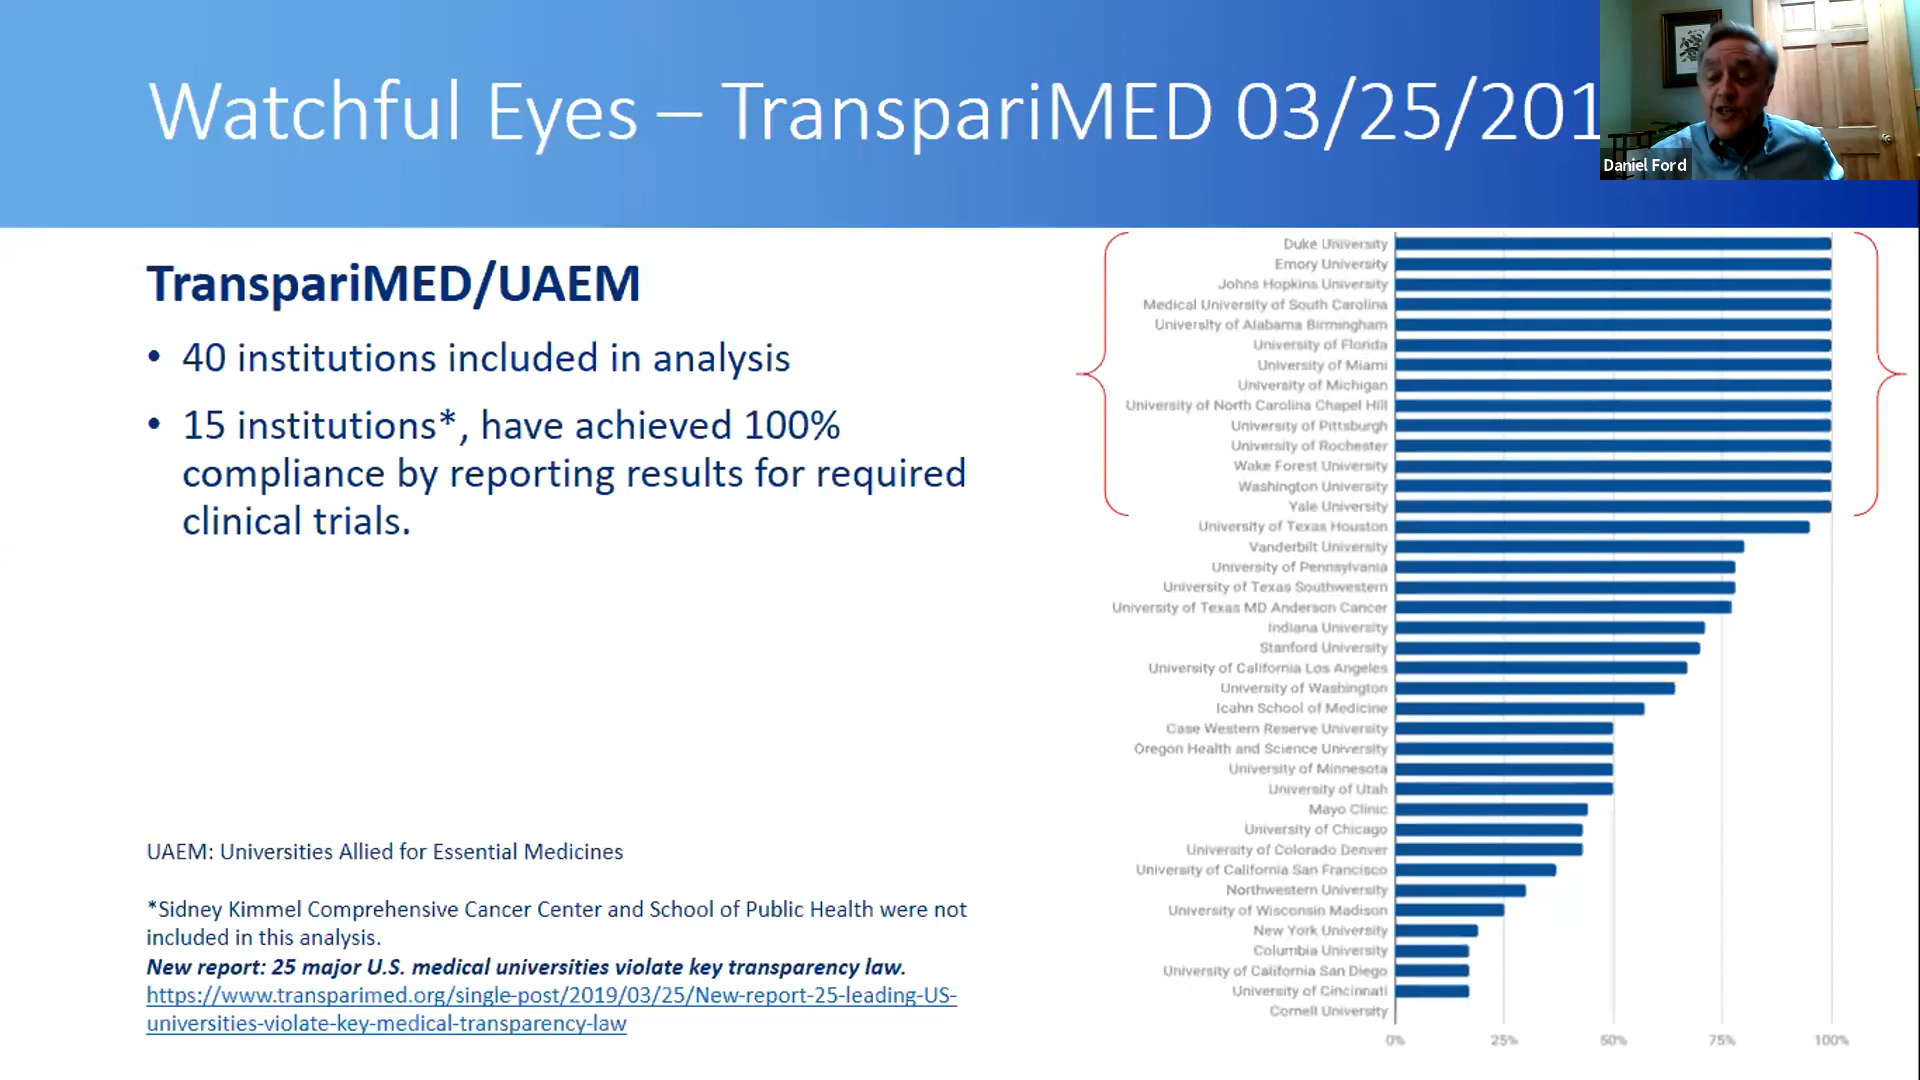 Watchful Eyes – TranspariMED 03/25/201
Daniel Ford
TranspariMED/UAEM
• 40 institutions included in analysis
• 15 institutions*, have achieved 100%
compliance by reporting results for required
clinical trials.
UAEM: Universities Allied for Essential Medicines
*Sidney Kimmel Comprehensive Cancer Center and School of Public Health were not
included in this analysis.
New report: 25 major U.S. medical universities violate key transparency law.
https://www.transparimed.org/single-post/2019/03/25/New-report-25-leading-US-
universities-violate-key-medical-transparency-law
Duke University
Emory University
Johns Hopkins University
Medical University of South Carolina
University of Alabama Birmingham
University of Florida
University of Miami
University of Michigan
University of North Carolina Chapel Hill
University of Pittsburgh
University of Rochester
Wake Forest University
Washington University
Yale University
University of Texas Houston
Vanderbilt University
University of Pennsylvania
University of Texas Southwestern
University of Texas MD Anderson Cancer
Indiana University
Stanford University
University of California Los Angeles
University of Washington
Icahn School of Medicine
Case Western Reserve University
Oregon Health and Science University
University of Minnesota
University of Utah
Mayo Clinic
University of Chicago
University of Colorado Denver
University of California San Francisco
Northwestern University
University of Wisconsin Madison
New York University
Columbia University
University of California San Diego
University of Cincinnati
Cornell University
0% 25% 50% 75% 100%